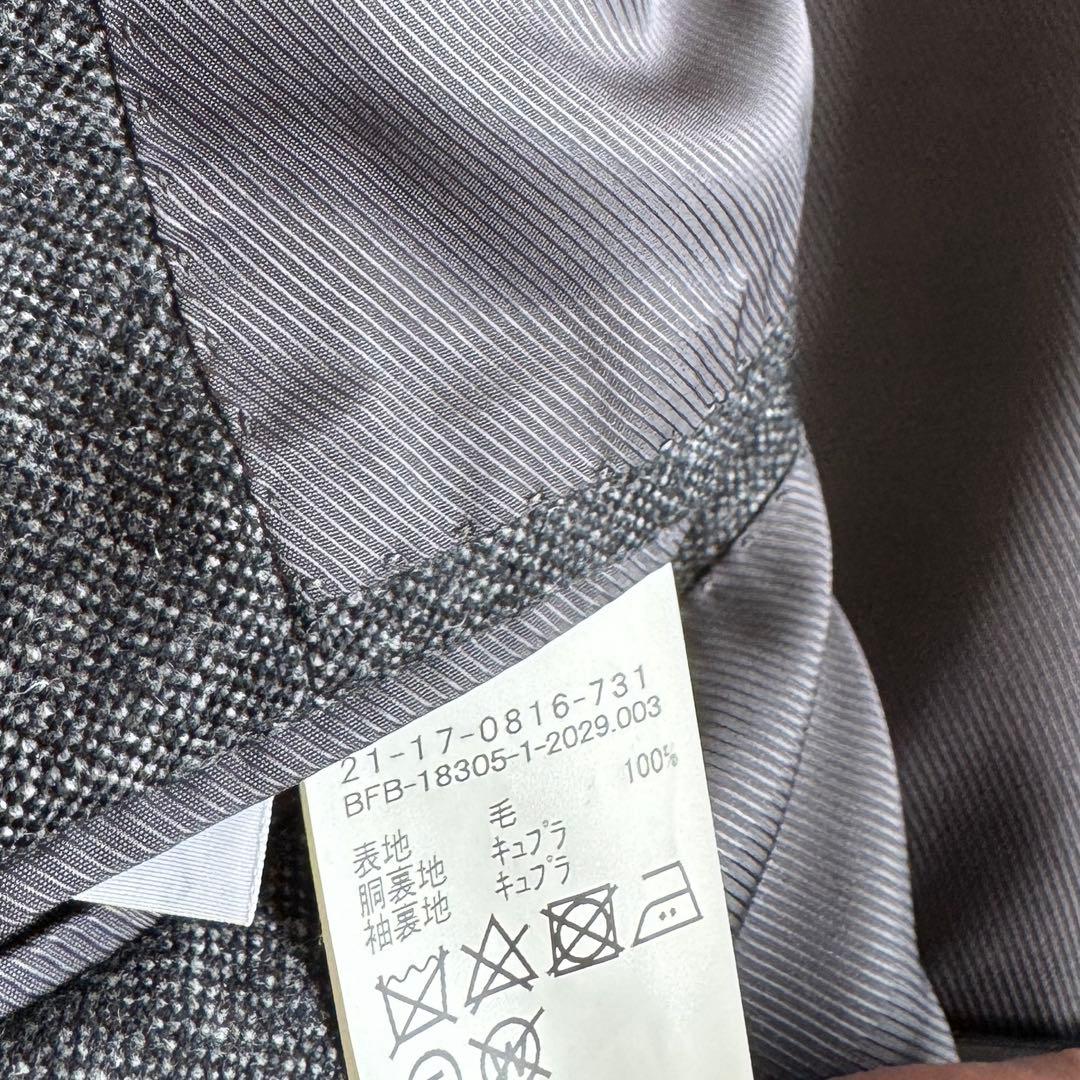 21-17-0816-731
BFB-18305-1-2029.003
100%
表地 毛
胴裏地 キュプラ
袖裏地 キュプラ